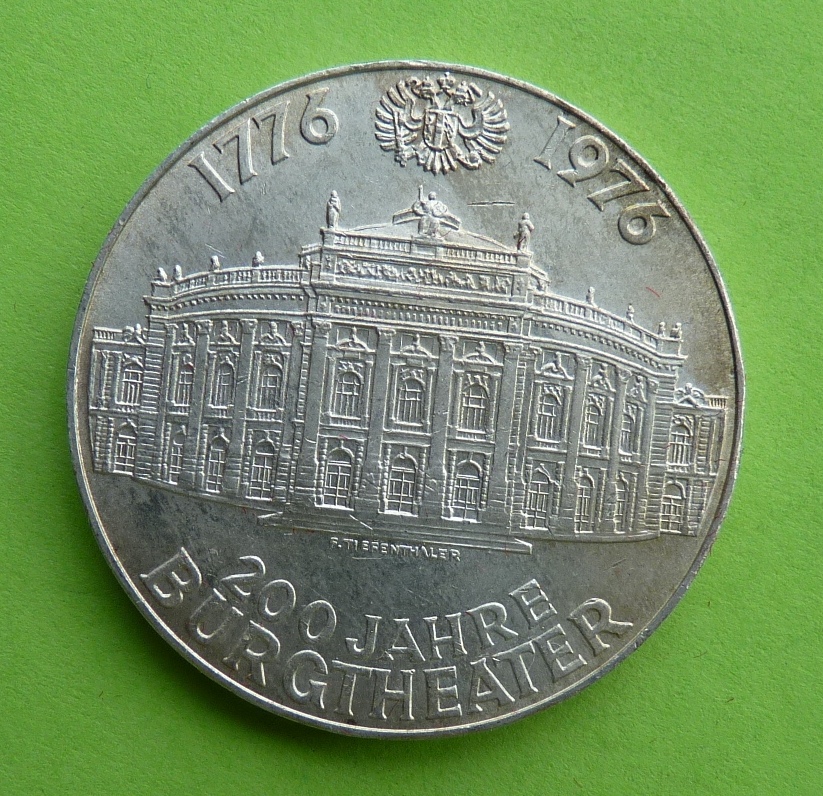 1776 1976
F. TIEFENTHALER
200 JAHRE
BURGTHEATER